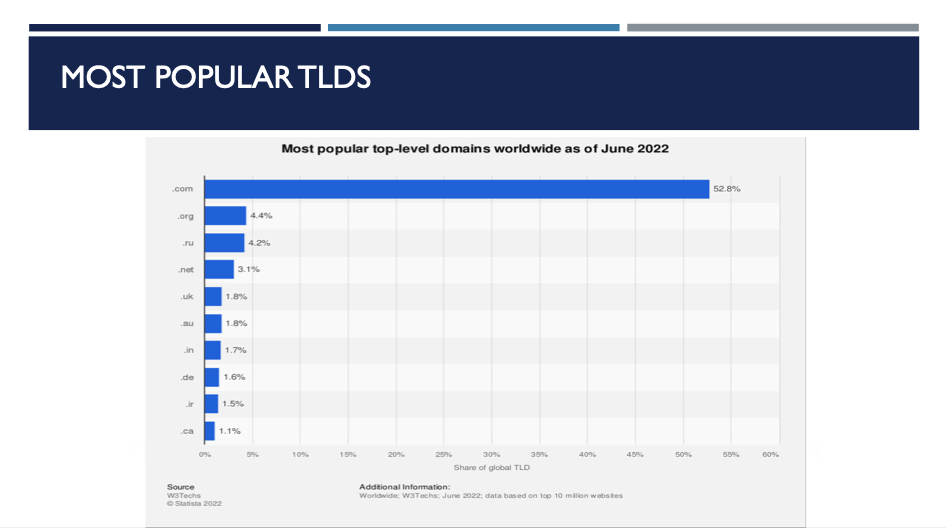 MOST POPULAR TLDS
Most popular top-level domains worldwide as of June 2022
.com 52.8%
.org 4.4%
.ru 4.2%
.net 3.1%
.uk 1.8%
.au 1.8%
.in 1.7%
.de 1.6%
.ir 1.5%
.ca 1.1%
0% 5% 10% 15% 20% 25% 30% 35% 40% 45% 50% 55% 60%
Share of global TLD
Source
W3Techs
© Statista 2022
Additional Information:
Worldwide; W3Techs; June 2022; data based on top 10 million websites